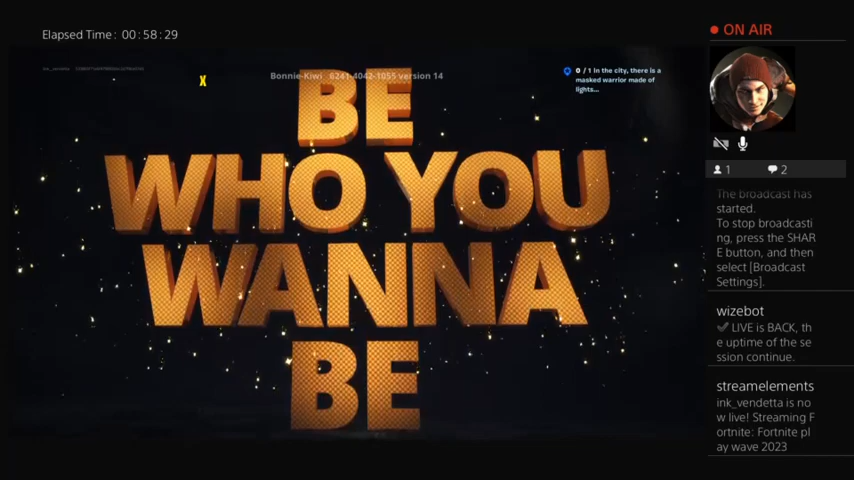 Elapsed Time: 00:58:29
ON AIR
X
Bonnie-Kiwi 6241-4042-1055 version 14
0 / 1 In the city, there is a
masked warrior made of
lights...
BE
WHO YOU
WANNA
BE
1
2
The broadcast has
started.
To stop broadcasti
ng, press the SHAR
E button, and then
select [Broadcast
Settings].
wizebot
✓ LIVE is BACK, th
e uptime of the se
ssion continue.
streamelements
ink_vendetta is no
w live! Streaming F
ortnite: Fortnite pl
ay wave 2023